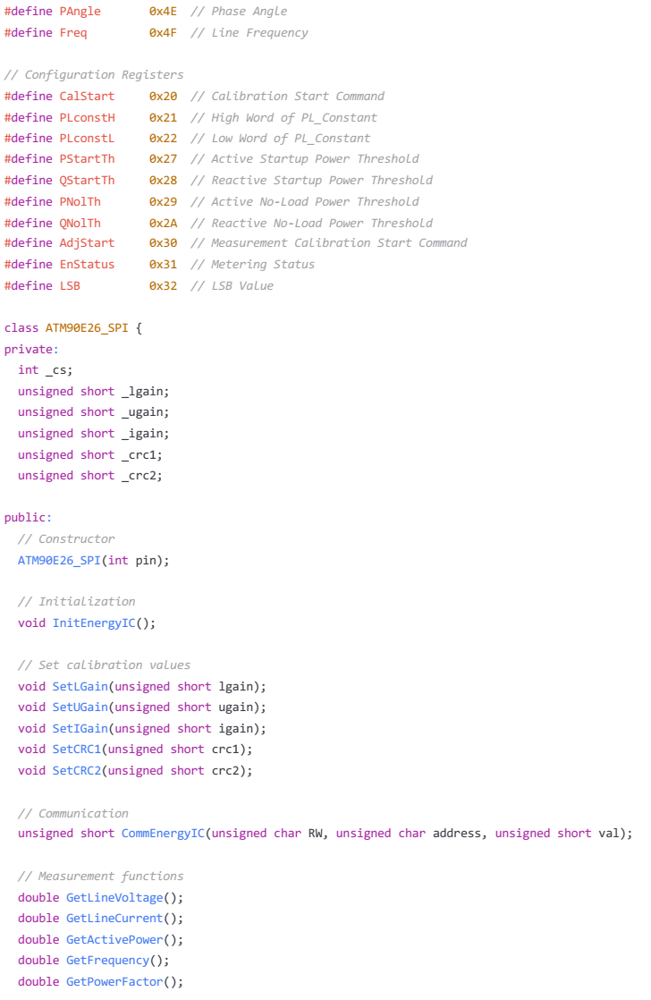 #define PAngle 0x4E // Phase Angle
#define Freq 0x4F // Line Frequency
// Configuration Registers
#define CalStart 0x20 // Calibration Start Command
#define PLconstH 0x21 // High Word of PL_Constant
#define PLconstL 0x22 // Low Word of PL_Constant
#define PStartTh 0x27 // Active Startup Power Threshold
#define QStartTh 0x28 // Reactive Startup Power Threshold
#define PNolTh 0x29 // Active No-Load Power Threshold
#define QNolTh 0x2A // Reactive No-Load Power Threshold
#define AdjStart 0x30 // Measurement Calibration Start Command
#define EnStatus 0x31 // Metering Status
#define LSB 0x32 // LSB Value
class ATM90E26_SPI {
private:
int _cs;
unsigned short _lgain;
unsigned short _ugain;
unsigned short _igain;
unsigned short _crc1;
unsigned short _crc2;
public:
// Constructor
ATM90E26_SPI(int pin);
// Initialization
void InitEnergyIC();
// Set calibration values
void SetLGain(unsigned short lgain);
void SetUGain(unsigned short ugain);
void SetIGain(unsigned short igain);
void SetCRC1(unsigned short crc1);
void SetCRC2(unsigned short crc2);
// Communication
unsigned short CommEnergyIC(unsigned char RW, unsigned char address, unsigned short val);
// Measurement functions
double GetLineVoltage();
double GetLineCurrent();
double GetActivePower();
double GetFrequency();
double GetPowerFactor();